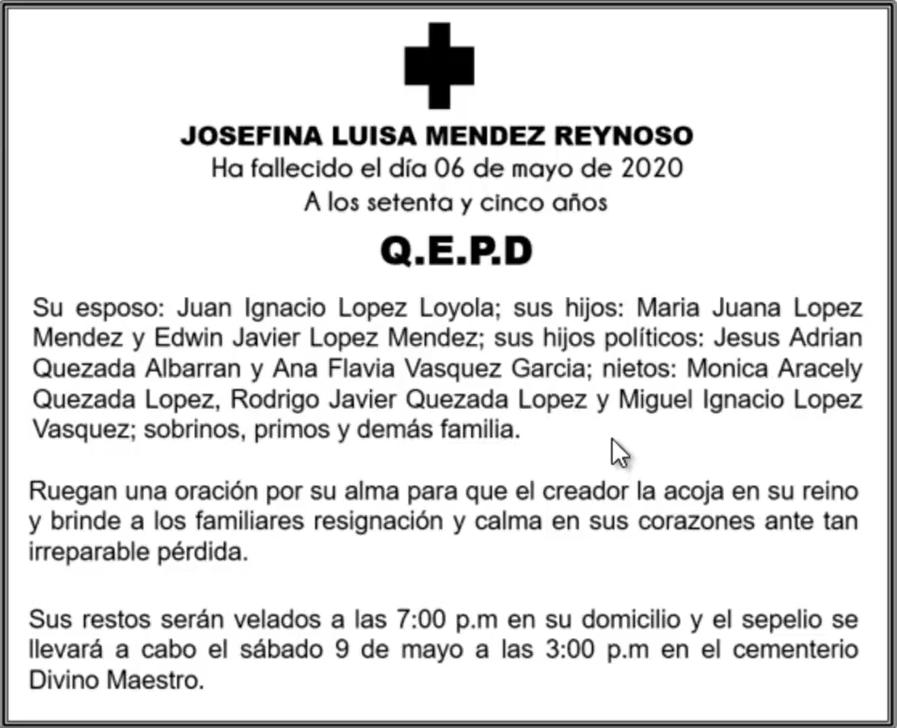 JOSEFINA LUISA MENDEZ REYNOSO
Ha fallecido el día 06 de mayo de 2020
A los setenta y cinco años
Q.E.P.D
Su esposo: Juan Ignacio Lopez Loyola; sus hijos: Maria Juana Lopez
Mendez y Edwin Javier Lopez Mendez; sus hijos políticos: Jesus Adrian
Quezada Albarran y Ana Flavia Vasquez Garcia; nietos: Monica Aracely
Quezada Lopez, Rodrigo Javier Quezada Lopez y Miguel Ignacio Lopez
Vasquez; sobrinos, primos y demás familia.
Ruegan una oración por su alma para que el creador la acoja en su reino
y brinde a los familiares resignación y calma en sus corazones ante tan
irreparable pérdida.
Sus restos serán velados a las 7:00 p.m en su domicilio y el sepelio se
llevará a cabo el sábado 9 de mayo a las 3:00 p.m en el cementerio
Divino Maestro.